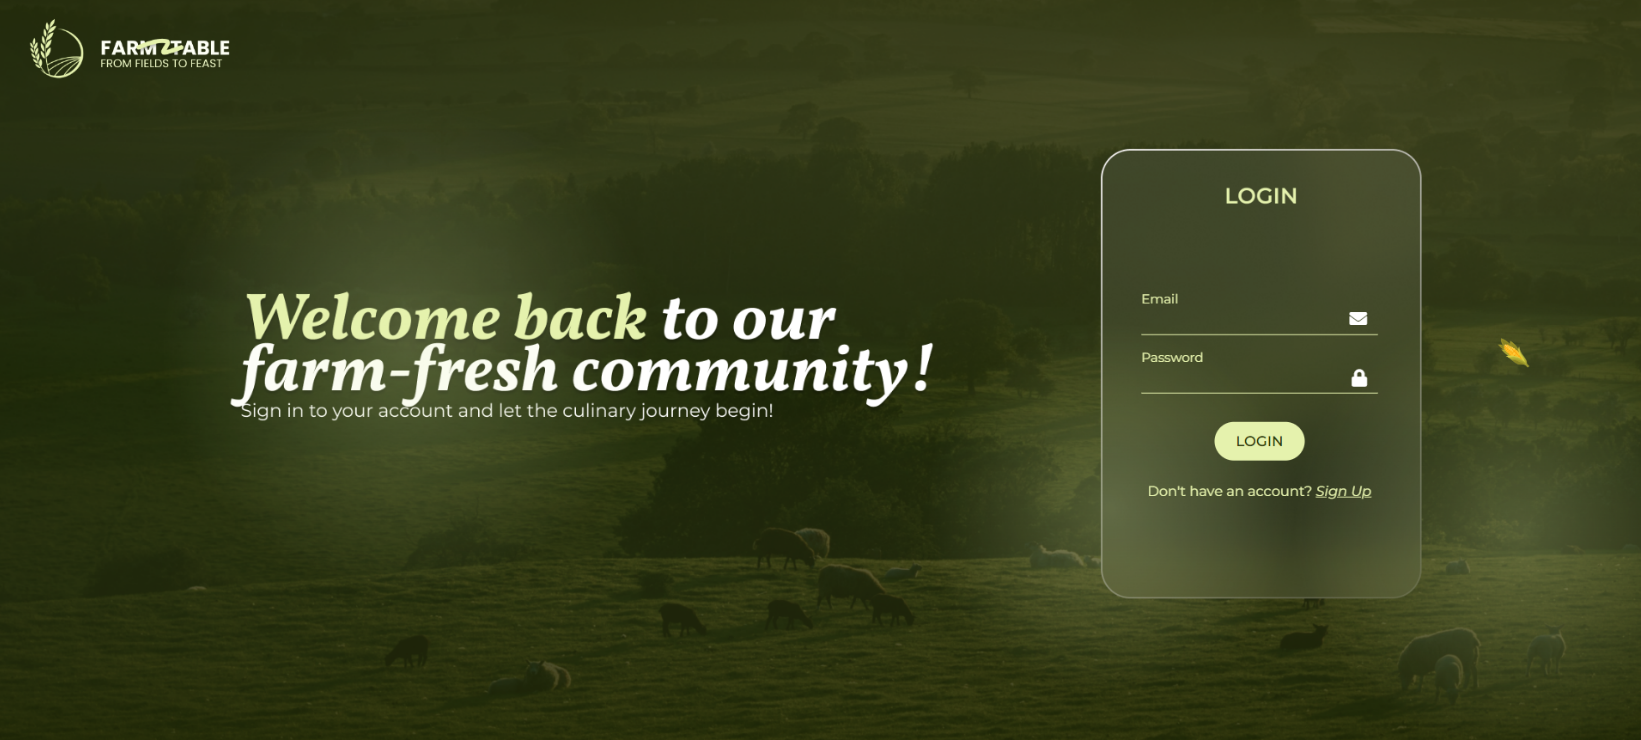 FARM2TABLE
FROM FIELDS TO FEAST
Welcome back to our
farm-fresh community!
Sign in to your account and let the culinary journey begin!
LOGIN
Email
Password
LOGIN
Don't have an account? Sign Up